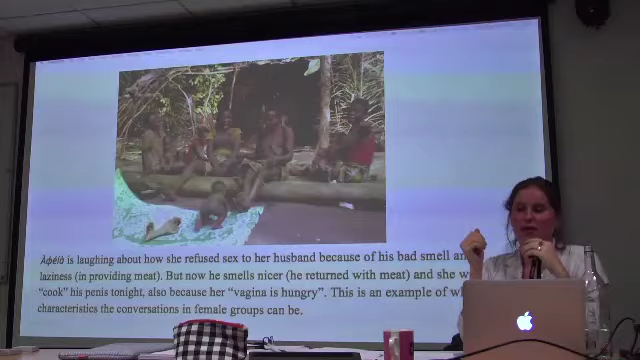 Àφέìò is laughing about how she refused sex to her husband because of his bad smell an
laziness (in providing meat). But now he smells nicer (he returned with meat) and she w
"cook" his penis tonight, also because her "vagina is hungry". This is an example of w
characteristics the conversations in female groups can be.